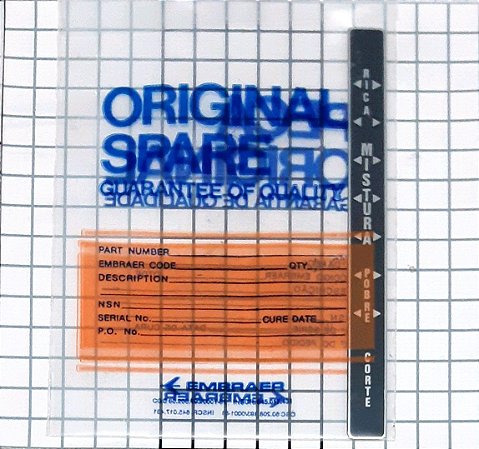 ORIGINAL
SPARE
GUARANTEE OF QUALITY
PART NUMBER
EMBRAER CODE QTY.
DESCRIPTION
NSN
SERIAL No. CURE DATE
P.O. No.
EMBRAER
RICA
MISTURA
POBRE
CORTE